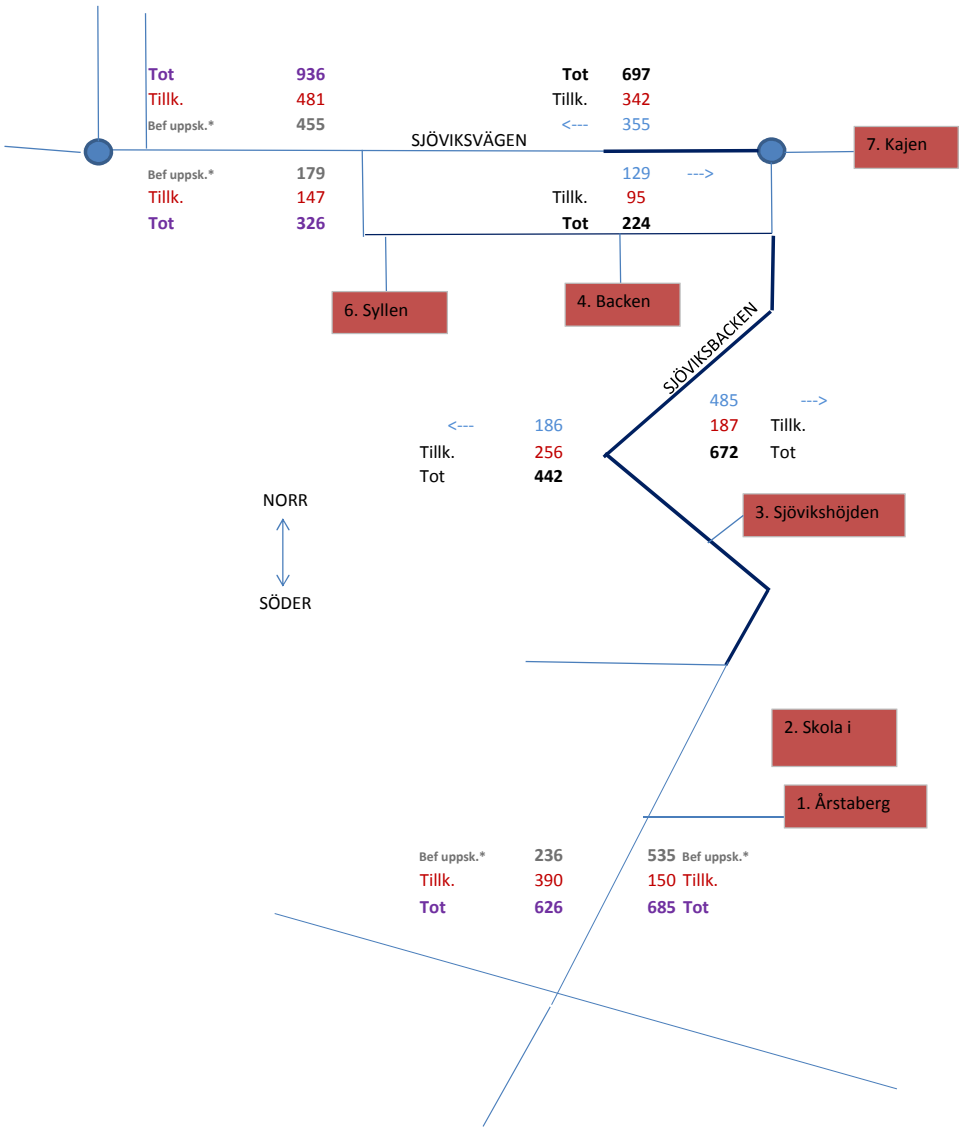 Tot 936 Tot 697
Tillk. 481 Tillk. 342
Bef uppsk.* 455 <--- 355
SJÖVIKSVÄGEN
7. Kajen
Bef uppsk.* 179 129 --->
Tillk. 147 Tillk. 95
Tot 326 Tot 224
6. Syllen
4. Backen
SJÖVIKSBACKEN
485 --->
<--- 186 187 Tillk.
Tillk. 256 672 Tot
Tot 442
NORR
3. Sjövikshöjden
SÖDER
2. Skola i
1. Årstaberg
Bef uppsk.* 236 535 Bef uppsk.*
Tillk. 390 150 Tillk.
Tot 626 685 Tot